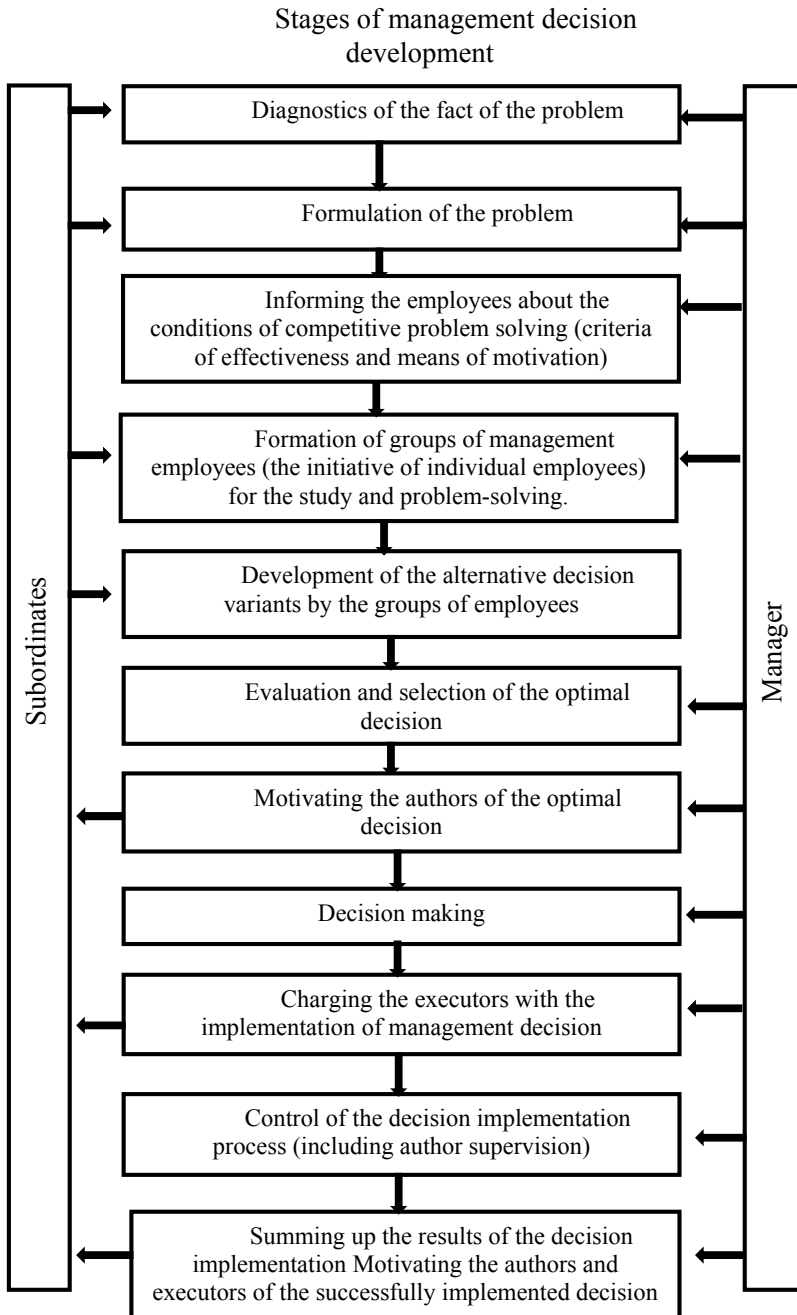 Stages of management decision
development
Diagnostics of the fact of the problem
Formulation of the problem
Informing the employees about the
conditions of competitive problem solving (criteria
of effectiveness and means of motivation)
Formation of groups of management
employees (the initiative of individual employees)
for the study and problem-solving.
Development of the alternative decision
variants by the groups of employees
Evaluation and selection of the optimal
decision
Motivating the authors of the optimal
decision
Decision making
Charging the executors with the
implementation of management decision
Control of the decision implementation
process (including author supervision)
Summing up the results of the decision
implementation Motivating the authors and
executors of the successfully implemented decision
Subordinates
Manager